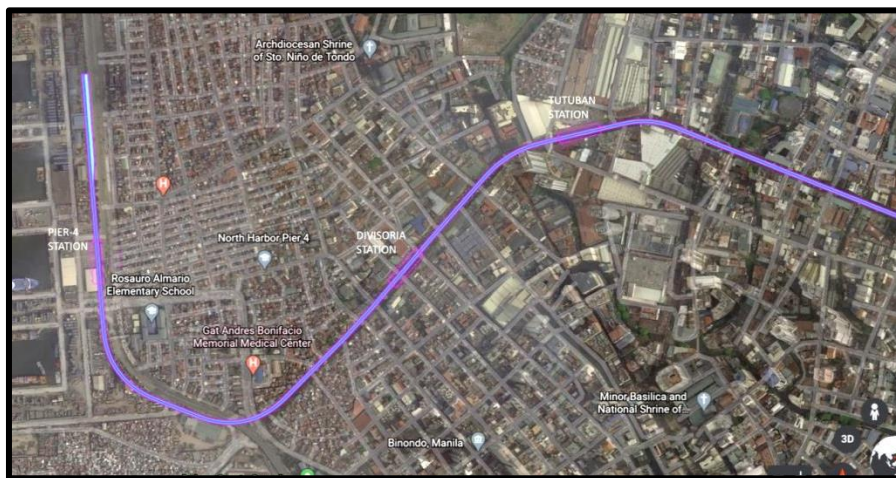 Archdiocesan Shrine
of Sto. Niño de Tondo
TUTUBAN
STATION
PIER-4
STATION
North Harbor Pier 4
DIVISORIA
STATION
Rosauro Almario
Elementary School
Gat Andres Bonifacio
Memorial Medical Center
Minor Basilica and
National Shrine of...
Binondo, Manila
3D
H
H